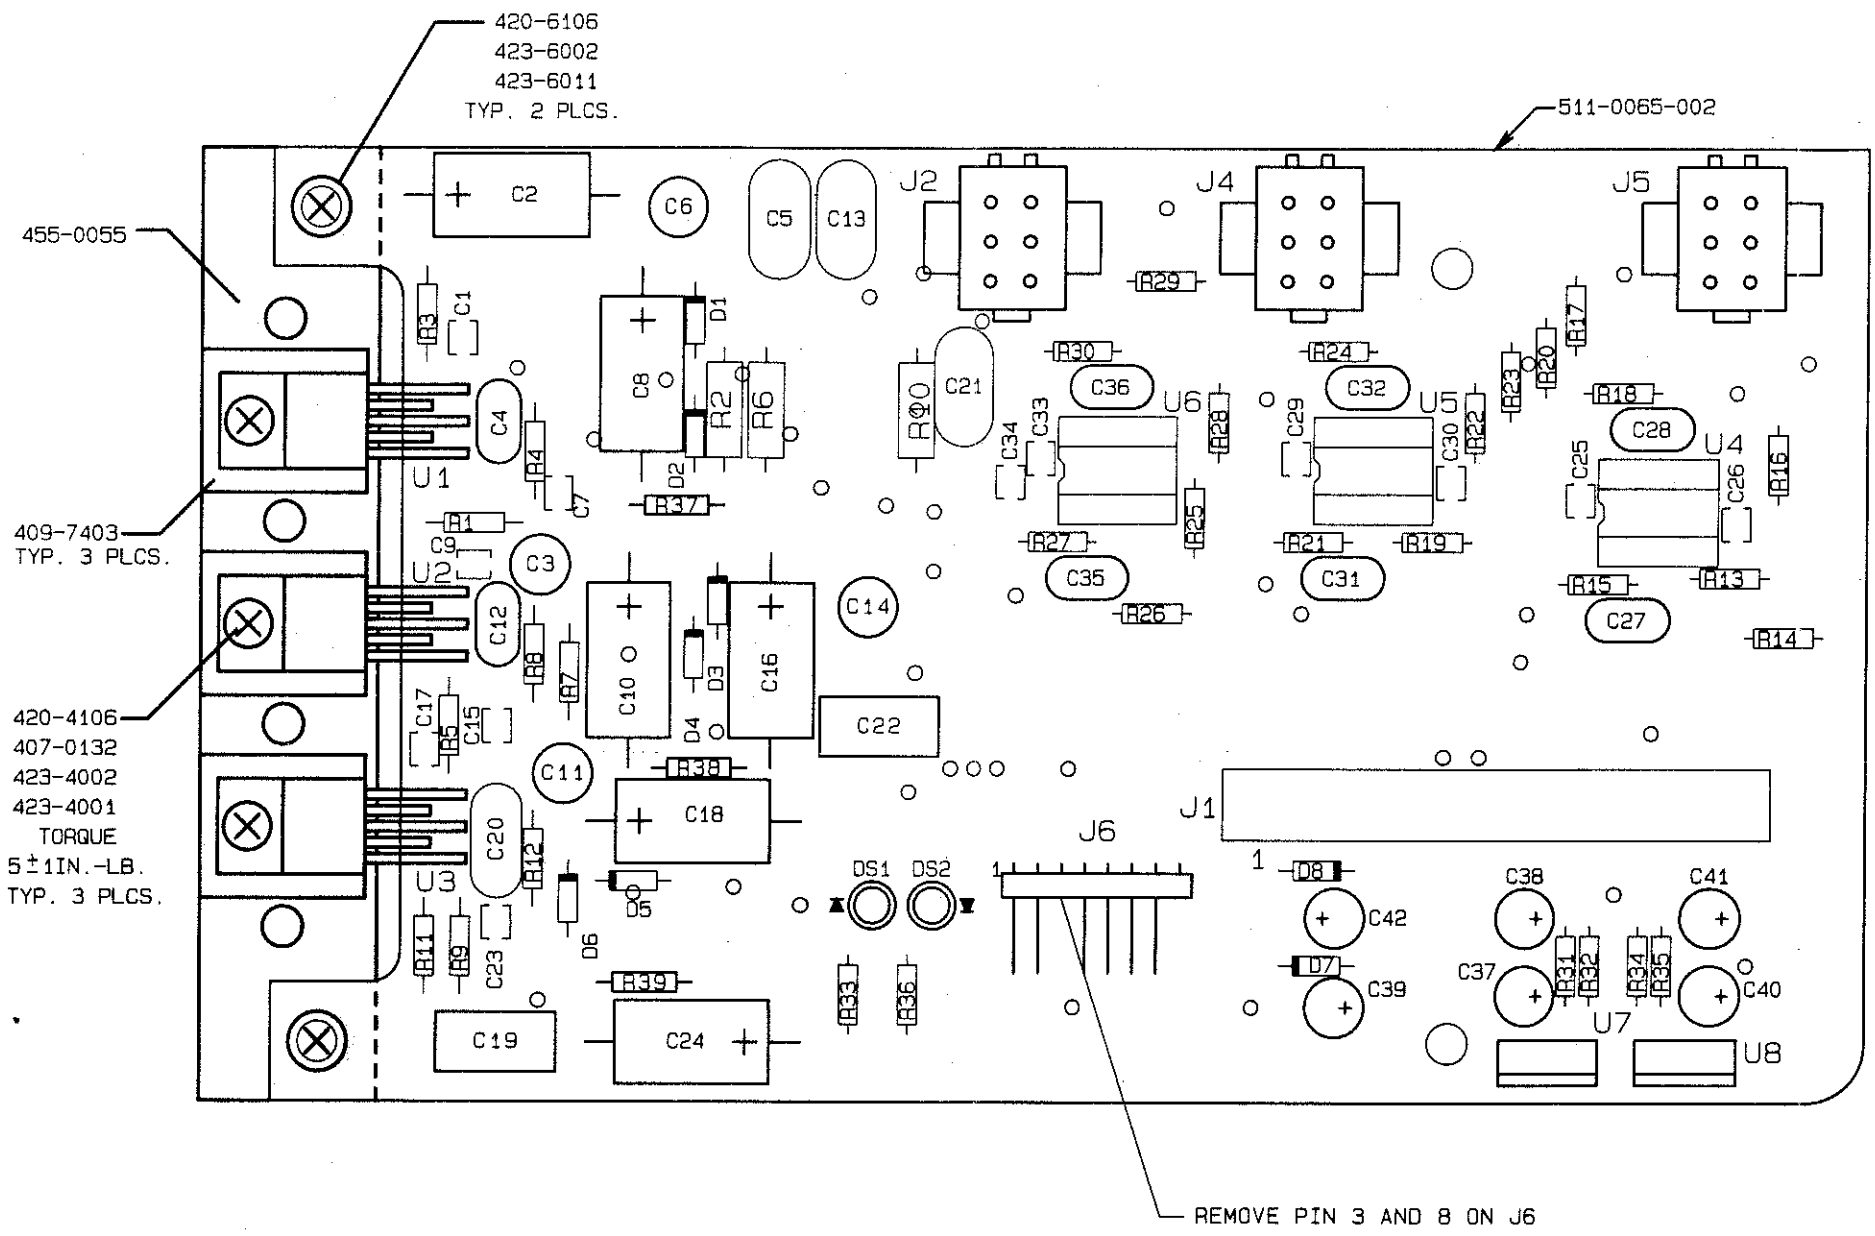 420-6106
423-6002
423-6011
TYP. 2 PLCS.
511-0065-002
455-0055
409-7403
TYP. 3 PLCS.
420-4106
407-0132
423-4002
423-4001
TORQUE
5±1IN.-LB.
TYP. 3 PLCS.
C2
C6
C5
C13
J2
J4
J5
R3
C1
D1
R29
R17
C8
R2
R6
R10
C21
R30
R24
R20
R23
C4
C36
C32
R18
U6
U5
C28
R4
C34
C33
R28
C29
C30
R22
U4
C25
C26
R16
U1
D2
C7
R37
R25
R1
C9
C3
R27
R21
R19
U2
C35
C31
R15
R13
C12
C14
R26
C27
R14
R8
R7
C10
D3
C16
C17
R5
C15
D4
C22
C11
R38
C18
J1
J6
C20
R12
U3
1
1
D8
DS1
DS2
D5
C38
C41
C42
R11
R9
C23
D6
R39
R33
R36
D7
C37
R31
R32
R34
R35
C39
C40
C19
C24
U7
U8
REMOVE PIN 3 AND 8 ON J6